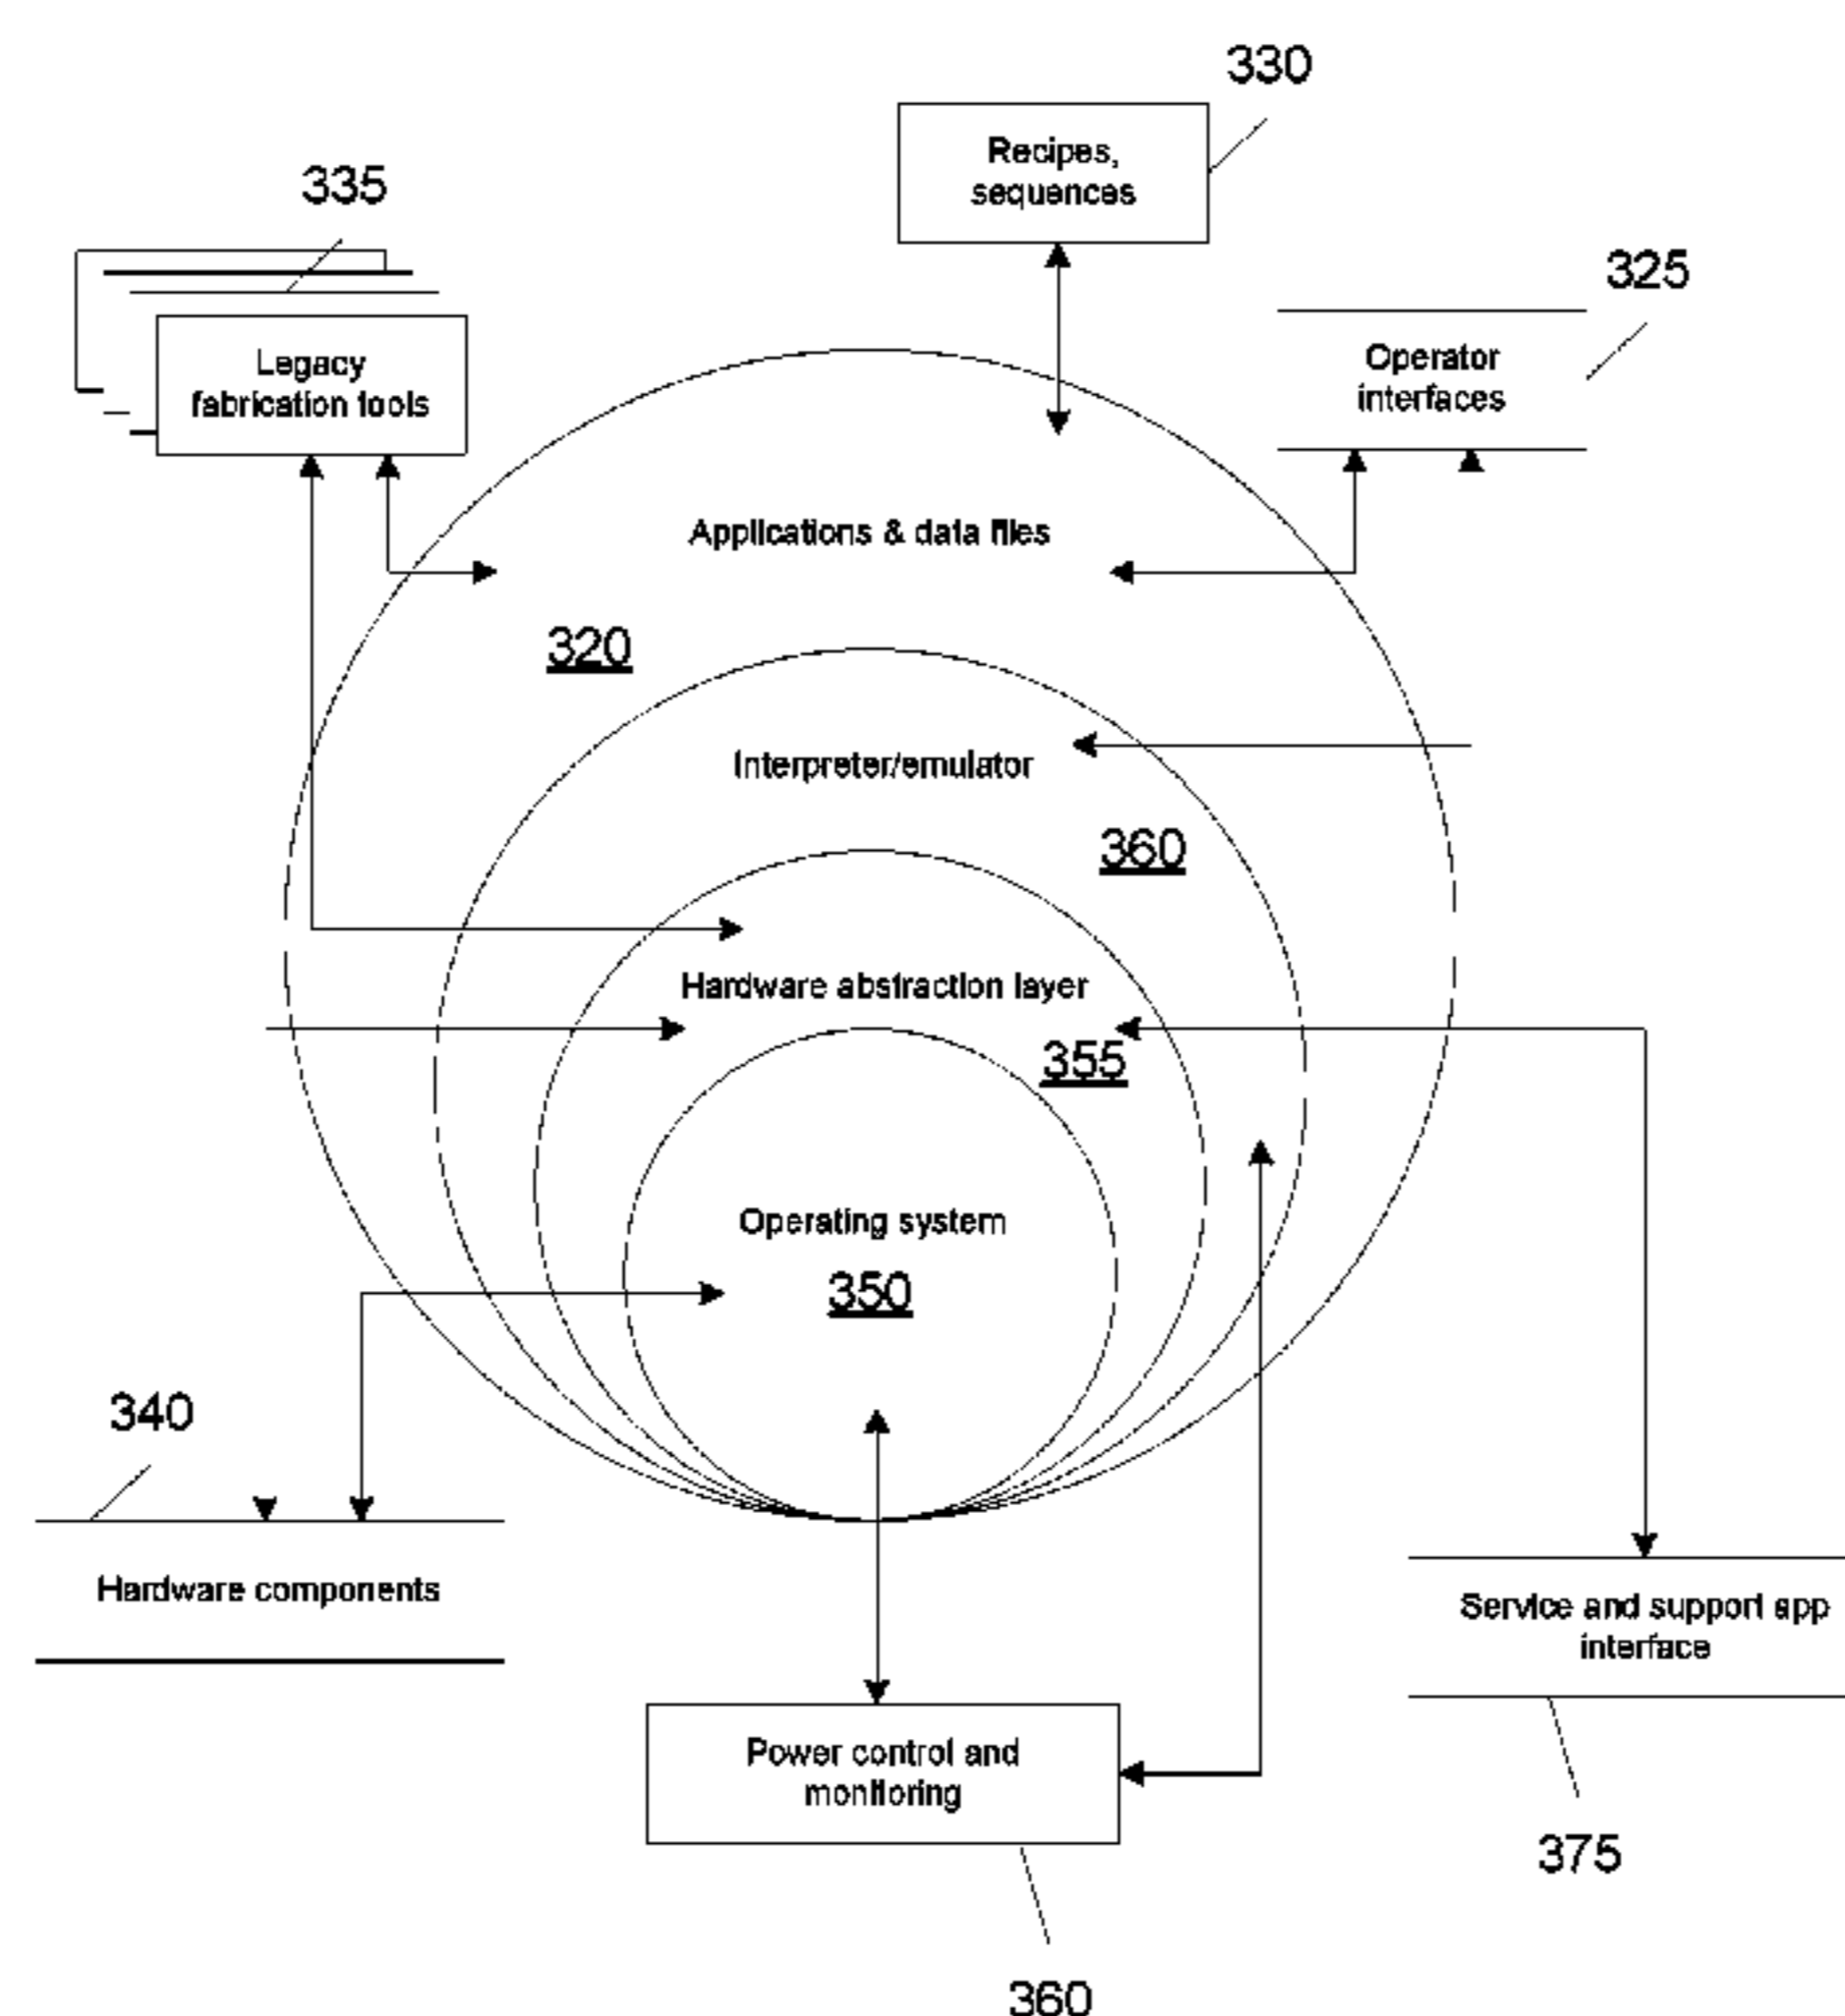 330
Recipes,
sequences
335
325
Legacy
fabrication tools
Operator
interfaces
Applications & data files
320
Interpreter/emulator
360
Hardware abstraction layer
355
Operating system
350
340
Hardware components
Service and support app
interface
Power control and
monitoring
375
360